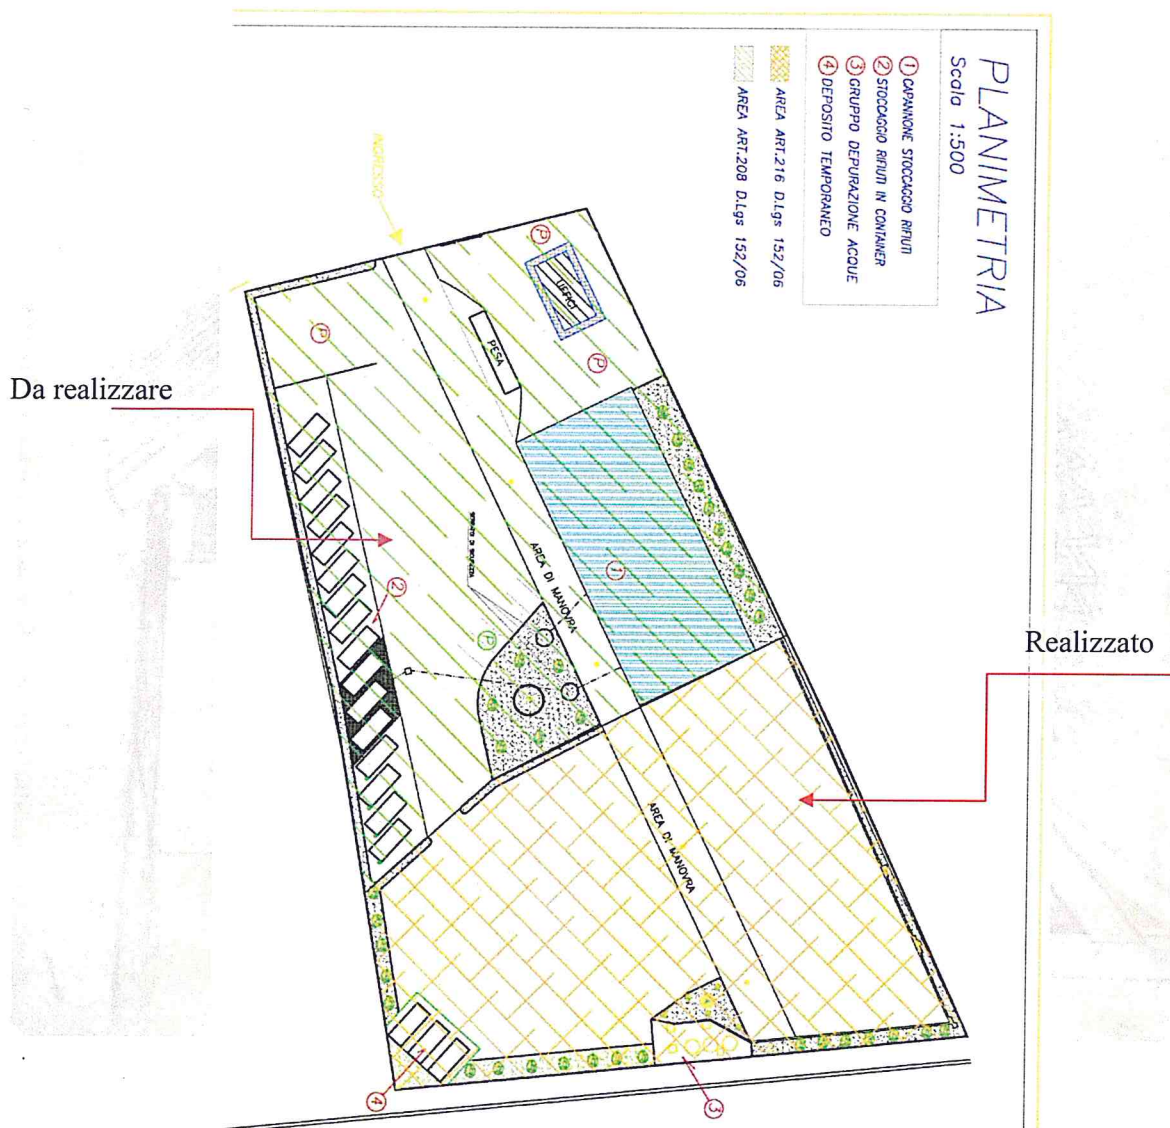 PLANIMETRIA
Scala 1:500
① CAPANNONE STOCCAGGIO RIFIUTI
② STOCCAGGIO RIFIUTI IN CONTAINER
③ GRUPPO DEPURAZIONE ACQUE
④ DEPOSITO TEMPORANEO
AREA ART.216 D.Lgs 152/06
AREA ART.208 D.Lgs 152/06
INGRESSO
P
UFFICI
P
P
PESA
Da realizzare
AREA DI MANOVRA
①
②
P
Realizzato
AREA DI MANOVRA
④
③